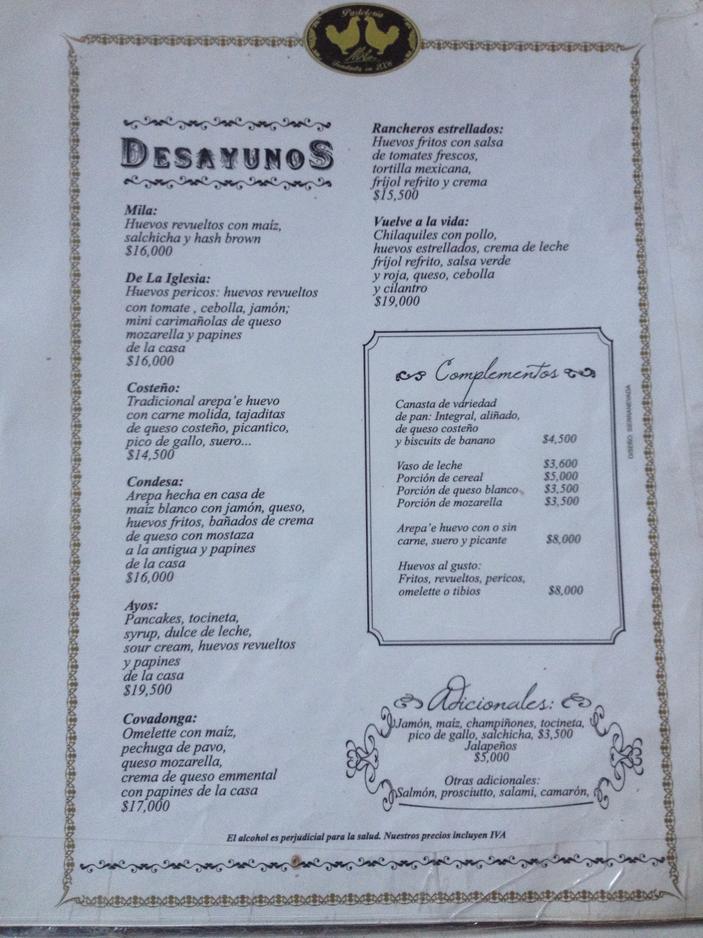 Pastelería
Mila
Fundada en 2006
DESAYUNOS
Mila:
Huevos revueltos con maíz,
salchicha y hash brown
$16,000
De La Iglesia:
Huevos pericos: huevos revueltos
con tomate , cebolla, jamón;
mini carimañolas de queso
mozarella y papines
de la casa
$16,000
Costeño:
Tradicional arepa'e huevo
con carne molida, tajaditas
de queso costeño, picantico,
pico de gallo, suero...
$14,500
Condesa:
Arepa hecha en casa de
maíz blanco con jamón, queso,
huevos fritos, bañados de crema
de queso con mostaza
a la antigua y papines
de la casa
$16,000
Ayos:
Pancakes, tocineta,
syrup, dulce de leche,
sour cream, huevos revueltos
y papines
de la casa
$19,500
Covadonga:
Omelette con maíz,
pechuga de pavo,
queso mozarella,
crema de queso emmental
con papines de la casa
$17,000
Rancheros estrellados:
Huevos fritos con salsa
de tomates frescos,
tortilla mexicana,
fríjol refrito y crema
$15,500
Vuelve a la vida:
Chilaquiles con pollo,
huevos estrellados, crema de leche
fríjol refrito, salsa verde
y roja, queso, cebolla
y cilantro
$19,000
Complementos
Canasta de variedad
de pan: Integral, aliñado,
de queso costeño
y biscuits de banano $4,500
Vaso de leche $3,600
Porción de cereal $5,000
Porción de queso blanco $3,500
Porción de mozarella $3,500
Arepa'e huevo con o sin
carne, suero y picante $8,000
Huevos al gusto:
Fritos, revueltos, pericos,
omelette o tibios $8,000
DISEÑO: SIERRANEVADA
Adicionales:
Jamón, maíz, champiñones, tocineta,
pico de gallo, salchicha, $3,500
Jalapeños
$5,000
Otras adicionales:
Salmón, prosciutto, salami, camarón,
El alcohol es perjudicial para la salud. Nuestros precios incluyen IVA